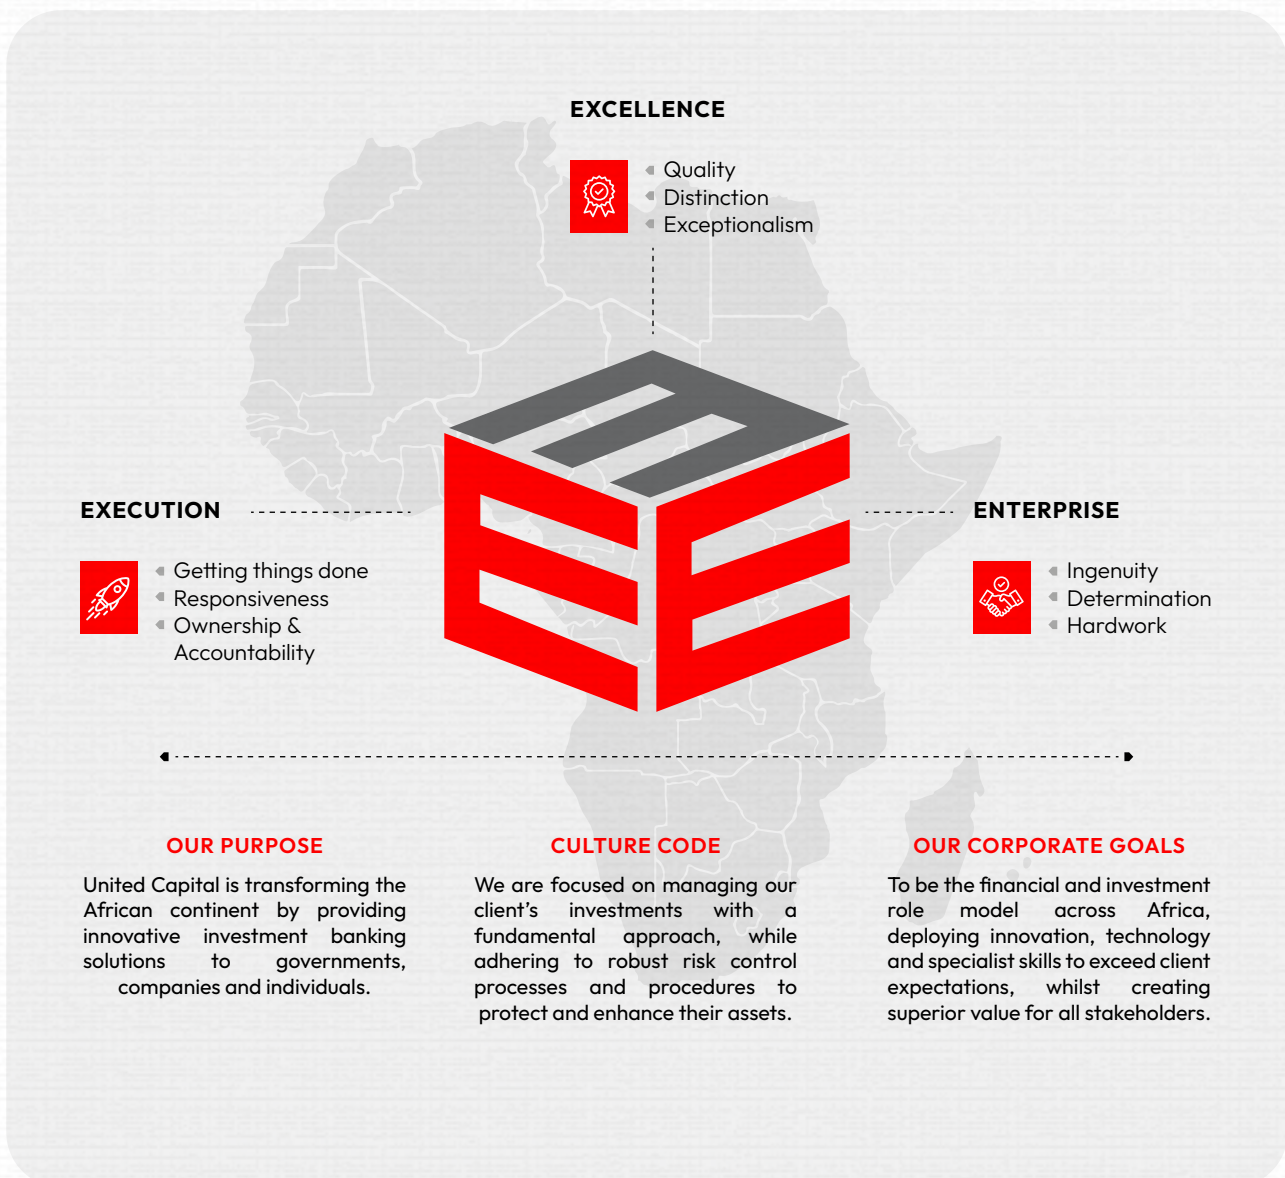 EXCELLENCE
Quality
Distinction
Exceptionalism
EXECUTION
Getting things done
Responsiveness
Ownership &
Accountability
ENTERPRISE
Ingenuity
Determination
Hardwork
OUR PURPOSE
United Capital is transforming the
African continent by providing
innovative investment banking
solutions to governments,
companies and individuals.
CULTURE CODE
We are focused on managing our
client’s investments with a
fundamental approach, while
adhering to robust risk control
processes and procedures to
protect and enhance their assets.
OUR CORPORATE GOALS
To be the financial and investment
role model across Africa,
deploying innovation, technology
and specialist skills to exceed client
expectations, whilst creating
superior value for all stakeholders.